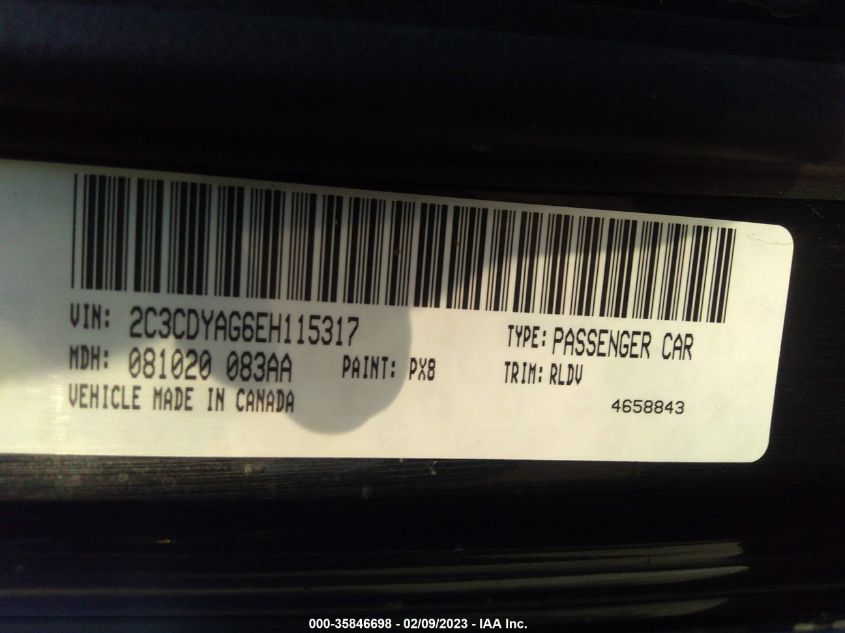 VIN: 2C3CDYAG6EH115317 TYPE: PASSENGER CAR
MDH: 081020 083AA PAINT: PX8 TRIM: RLDV
VEHICLE MADE IN CANADA 4658843
000-35846698 - 02/09/2023 - IAA Inc.